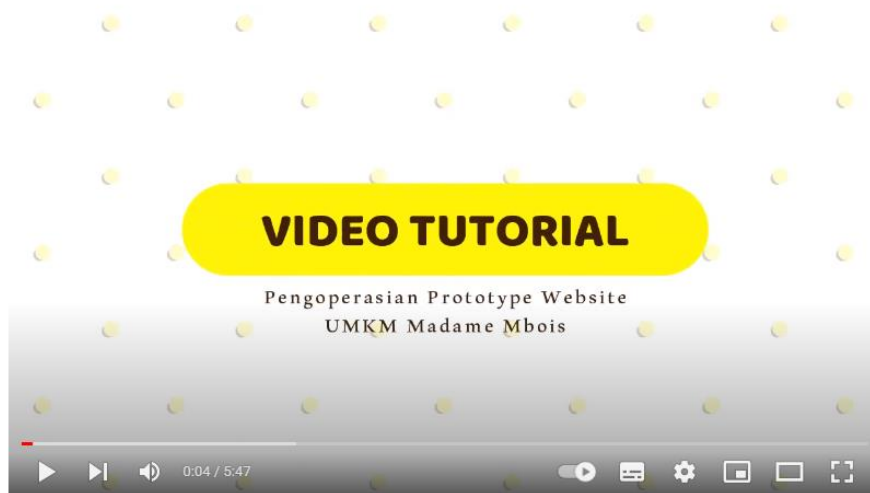 VIDEO TUTORIAL
Pengoperasian Prototype Website
UMKM Madame Mbois
0:04 / 5:47